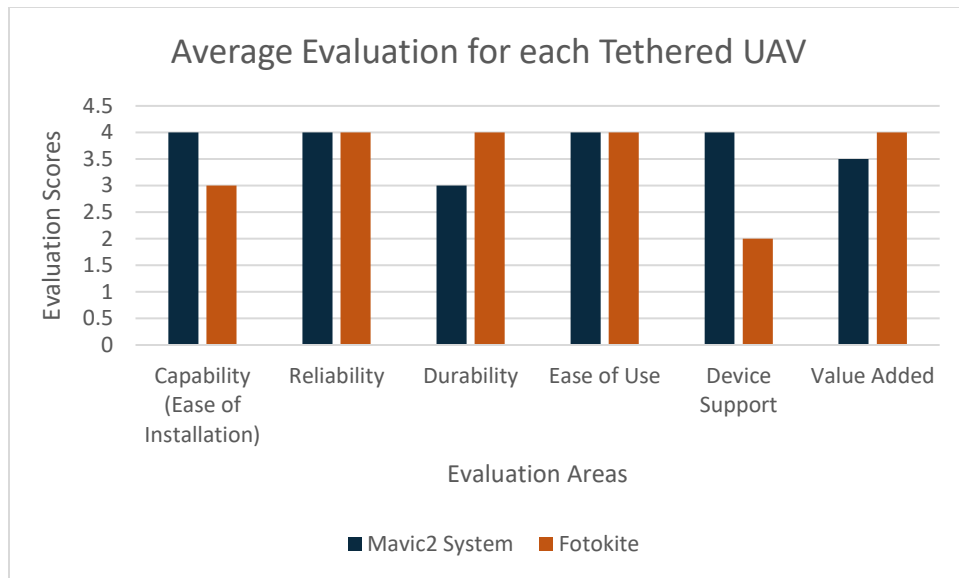 Average Evaluation for each Tethered UAV
Evaluation Scores
4.5
4
3.5
3
2.5
2
1.5
1
0.5
0
Capability
(Ease of
Installation)
Reliability
Durability
Ease of Use
Device
Support
Value Added
Evaluation Areas
Mavic2 System
Fotokite